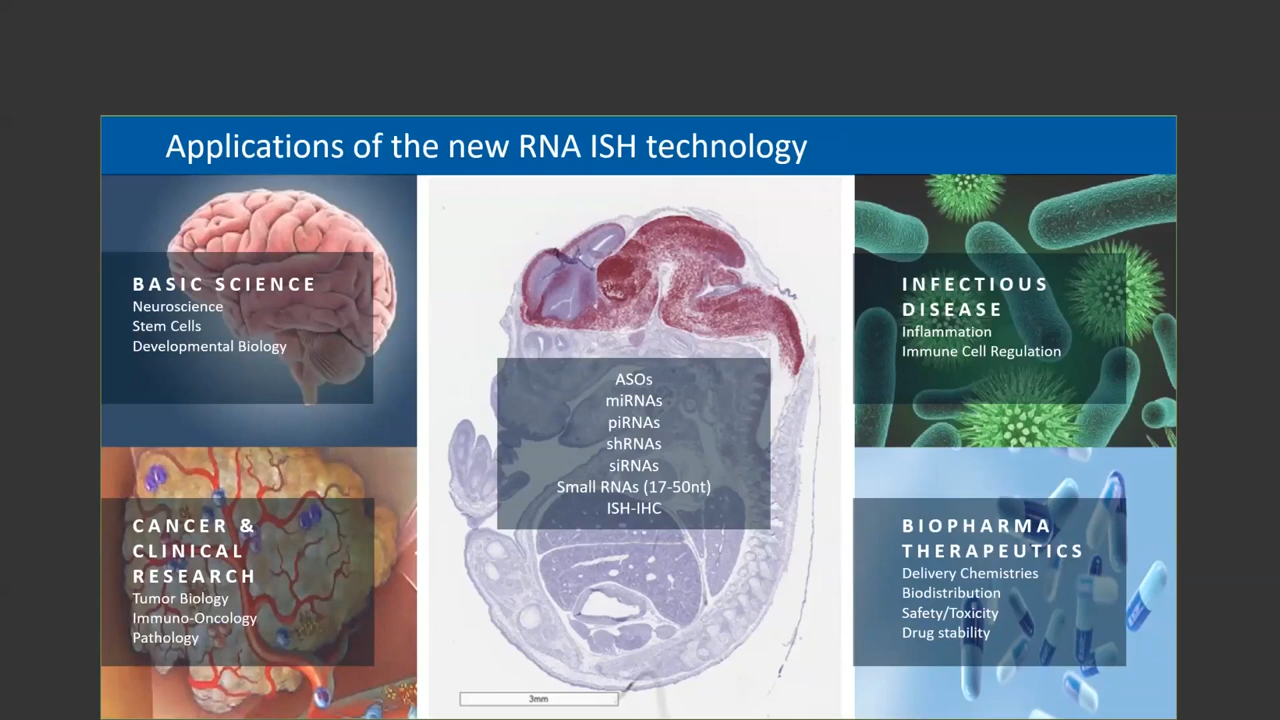 Applications of the new RNA ISH technology
BASIC SCIENCE
Neuroscience
Stem Cells
Developmental Biology
CANCER &
CLINICAL
RESEARCH
Tumor Biology
Immuno-Oncology
Pathology
ASOs
miRNAs
piRNAs
shRNAs
siRNAs
Small RNAs (17-50nt)
ISH-IHC
3mm
INFECTIOUS
DISEASE
Inflammation
Immune Cell Regulation
BIOPHARMA
THERAPEUTICS
Delivery Chemistries
Biodistribution
Safety/Toxicity
Drug stability